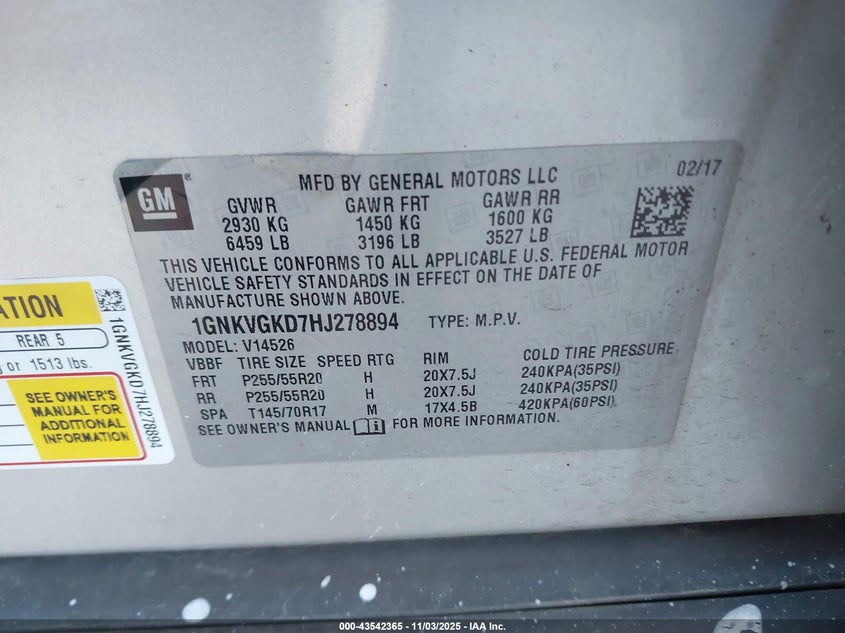 GM
®
MFD BY GENERAL MOTORS LLC
02/17
GVWR GAWR FRT GAWR RR
2930 KG 1450 KG 1600 KG
6459 LB 3196 LB 3527 LB
THIS VEHICLE CONFORMS TO ALL APPLICABLE U.S. FEDERAL MOTOR
VEHICLE SAFETY STANDARDS IN EFFECT ON THE DATE OF
MANUFACTURE SHOWN ABOVE.
1GNKVGKD7HJ278894 TYPE: M.P.V.
MODEL: V14526
VBBF TIRE SIZE SPEED RTG RIM COLD TIRE PRESSURE
FRT P255/55R20 H 20X7.5J 240KPA(35PSI)
RR P255/55R20 H 20X7.5J 240KPA(35PSI)
SPA T145/70R17 M 17X4.5B 420KPA(60PSI)
SEE OWNER'S MANUAL i FOR MORE INFORMATION.
ATION
REAR 5
or 1513 lbs.
SEE OWNER'S
MANUAL FOR
ADDITIONAL
INFORMATION
1GNKVGKD7HJ278894
000-43542365 - 11/03/2025 - IAA Inc.